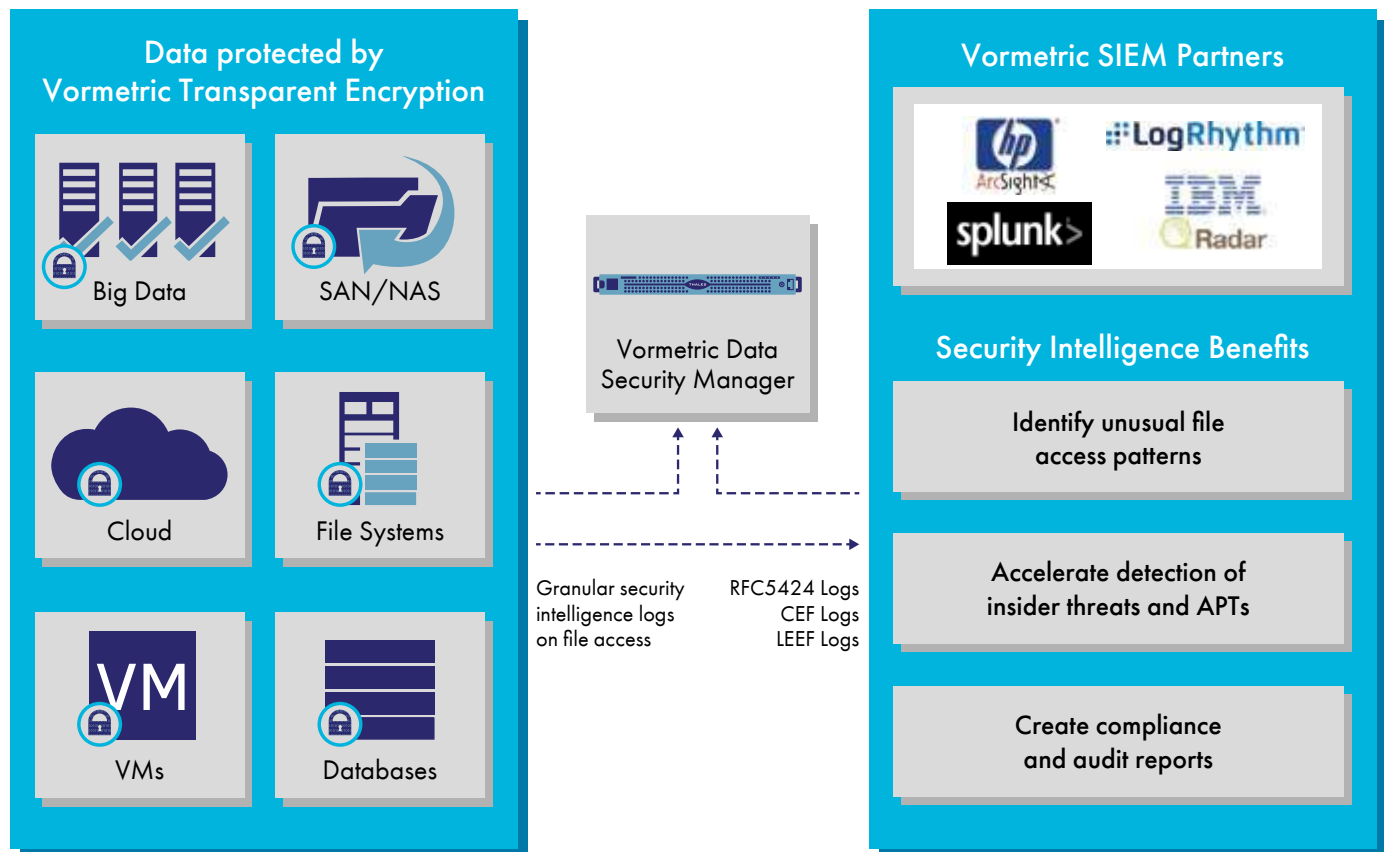 Data protected by
Vormetric Transparent Encryption
Big Data
SAN/NAS
Cloud
File Systems
VM
VMs
Databases
THALES
Vormetric Data
Security Manager
Granular security
intelligence logs
on file access
RFC5424 Logs
CEF Logs
LEEF Logs
Vormetric SIEM Partners
hp
ArcSight
LogRhythm
splunk>
IBM
QRadar
Security Intelligence Benefits
Identify unusual file
access patterns
Accelerate detection of
insider threats and APTs
Create compliance
and audit reports